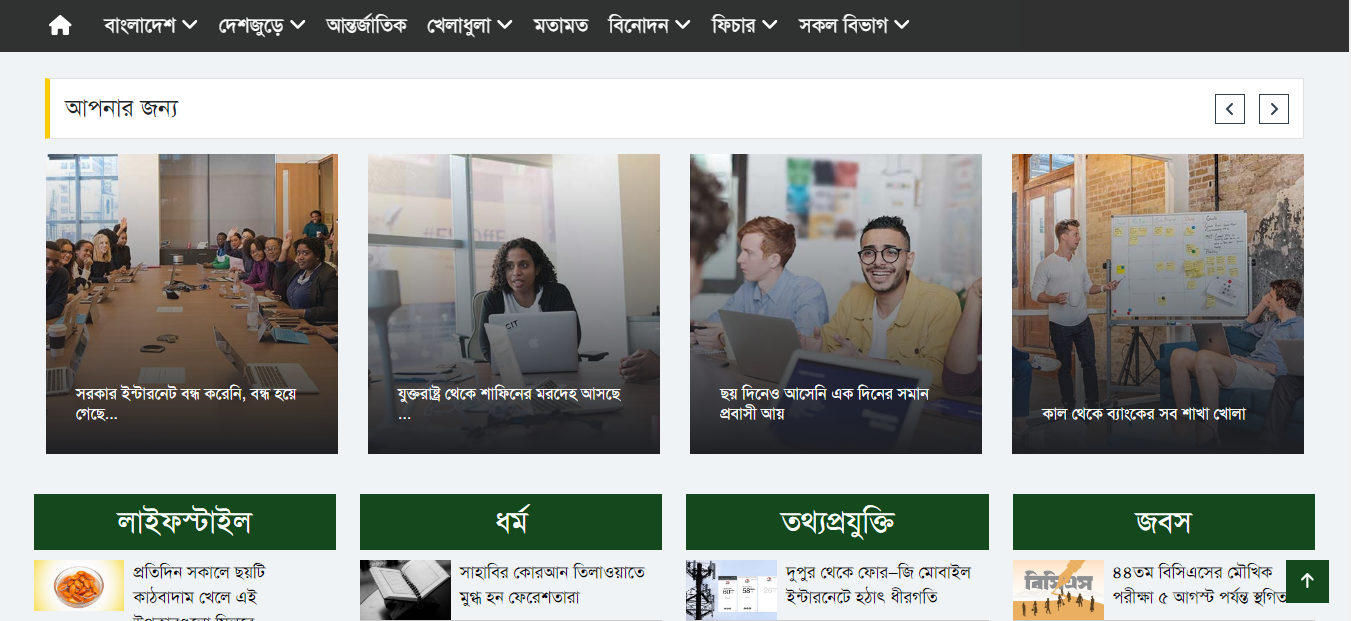 বাংলাদেশ দেশজুড়ে আন্তর্জাতিক খেলাধুলা মতামত বিনোদন ফিচার সকল বিভাগ
আপনার জন্য
সরকার ইন্টারনেট বন্ধ করেনি, বন্ধ হয়ে
গেছে...
যুক্তরাষ্ট্র থেকে শাফিনের মরদেহ আসছে
...
ছয় দিনেও আসেনি এক দিনের সমান
প্রবাসী আয়
কাল থেকে ব্যাংকের সব শাখা খোলা
লাইফস্টাইল
প্রতিদিন সকালে ছয়টি
কাঠবাদাম খেলে এই
ধর্ম
সাহাবির কোরআন তিলাওয়াতে
মুগ্ধ হন ফেরেশতারা
তথ্যপ্রযুক্তি
দুপুর থেকে ফোর–জি মোবাইল
ইন্টারনেটে হঠাৎ ধীরগতি
জবস
বিসিএস
৪৪তম বিসিএসের মৌখিক
পরীক্ষা ৫ আগস্ট পর্যন্ত স্থগিত